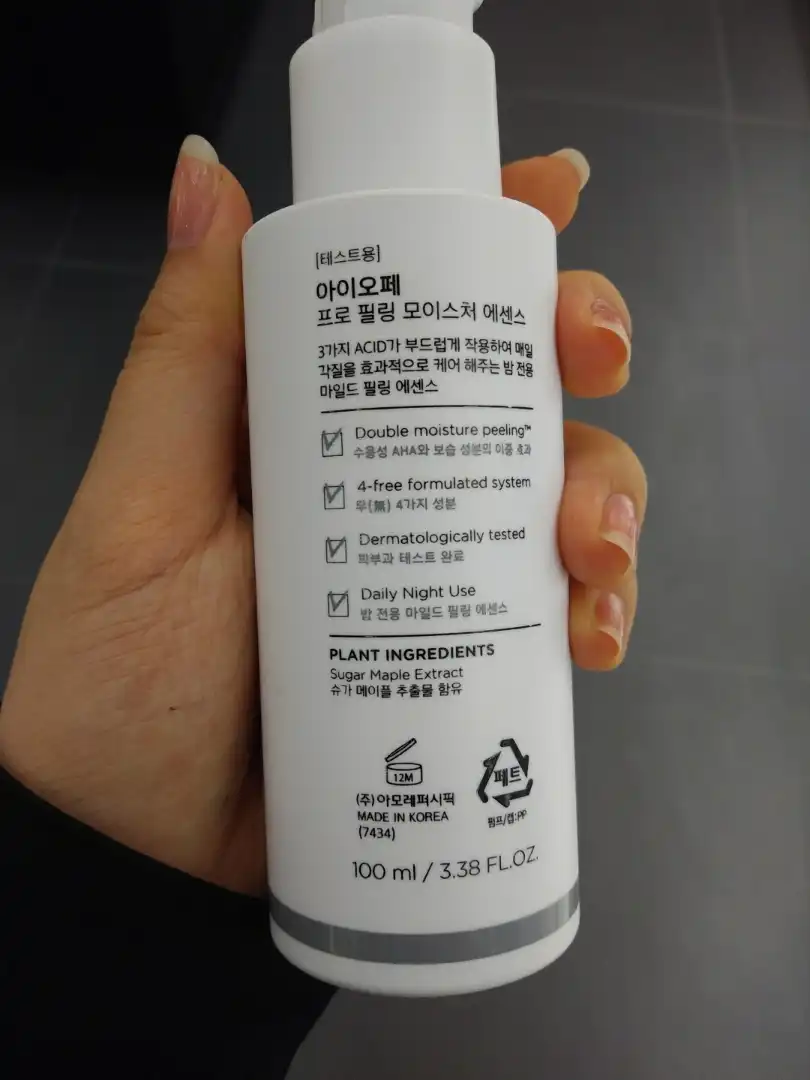 [테스트용]
아이오페
프로 필링 모이스처 에센스
3가지 ACID가 부드럽게 작용하여 매일
각질을 효과적으로 케어 해주는 밤 전용
마일드 필링 에센스
Double moisture peeling™
수용성 AHA와 보습 성분의 이중 효과
4-free formulated system
무(無) 4가지 성분
Dermatologically tested
피부과 테스트 완료
Daily Night Use
밤 전용 마일드 필링 에센스
PLANT INGREDIENTS
Sugar Maple Extract
슈가 메이플 추출물 함유
12M
페트
(주)아모레퍼시픽
펌프/캡:PP
MADE IN KOREA
(7434)
100 ml / 3.38 FL.OZ.